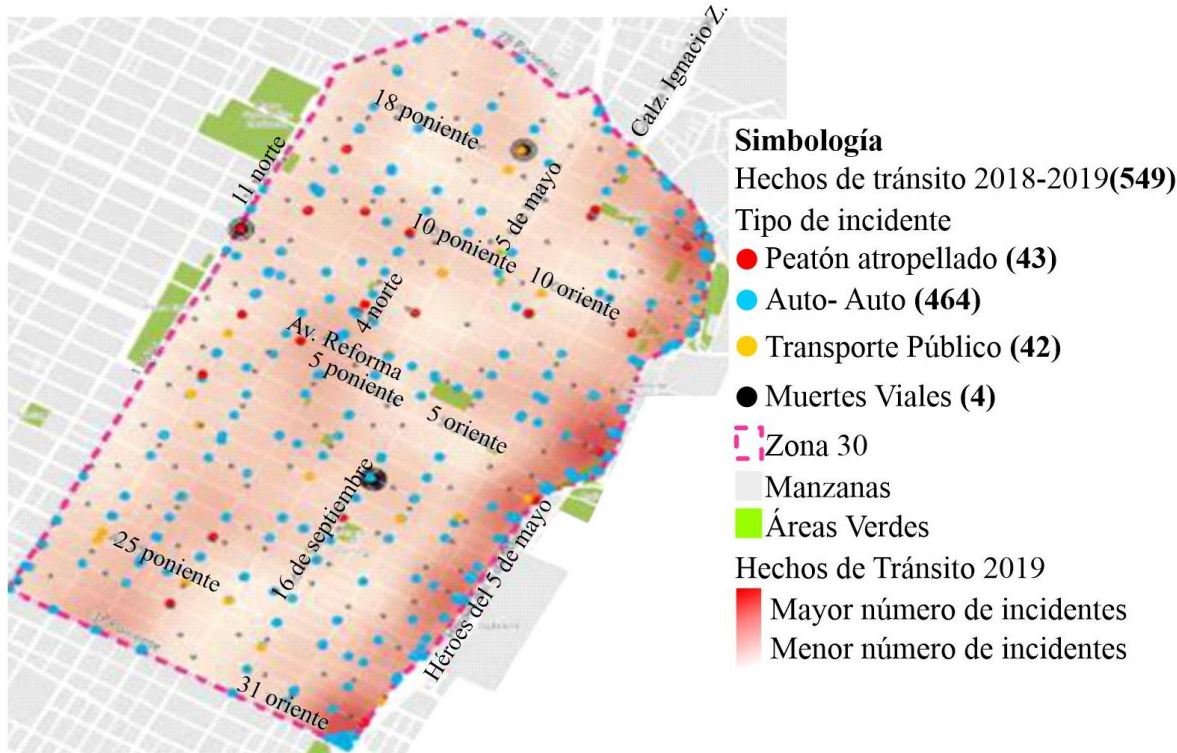 Calz. Ignacio Z.
18 poniente
11 norte
5 de mayo
10 poniente
10 oriente
4 norte
Av. Reforma
5 poniente
5 oriente
16 de septiembre
25 poniente
Héroes del 5 de mayo
31 oriente
Simbología
Hechos de tránsito 2018-2019(549)
Tipo de incidente
Peatón atropellado (43)
Auto- Auto (464)
Transporte Público (42)
Muertes Viales (4)
Zona 30
Manzanas
Áreas Verdes
Hechos de Tránsito 2019
Mayor número de incidentes
Menor número de incidentes